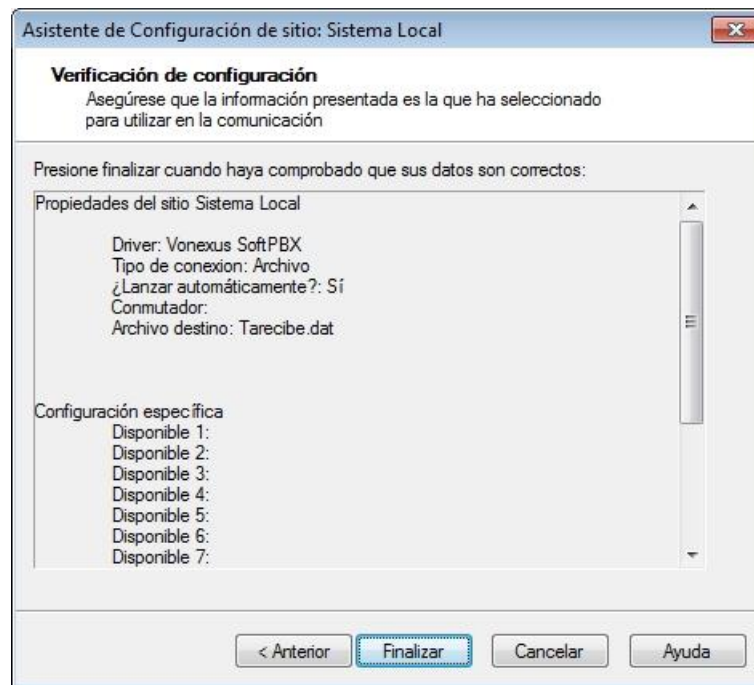 Asistente de Configuración de sitio: Sistema Local
Verificación de configuración
Asegúrese que la información presentada es la que ha seleccionado
para utilizar en la comunicación
Presione finalizar cuando haya comprobado que sus datos son correctos:
Propiedades del sitio Sistema Local
Driver: Vonexus SoftPBX
Tipo de conexion: Archivo
¿Lanzar automáticamente?: Sí
Conmutador:
Archivo destino: Tarecibe.dat
Configuración específica
Disponible 1:
Disponible 2:
Disponible 3:
Disponible 4:
Disponible 5:
Disponible 6:
Disponible 7:
< Anterior Finalizar Cancelar Ayuda